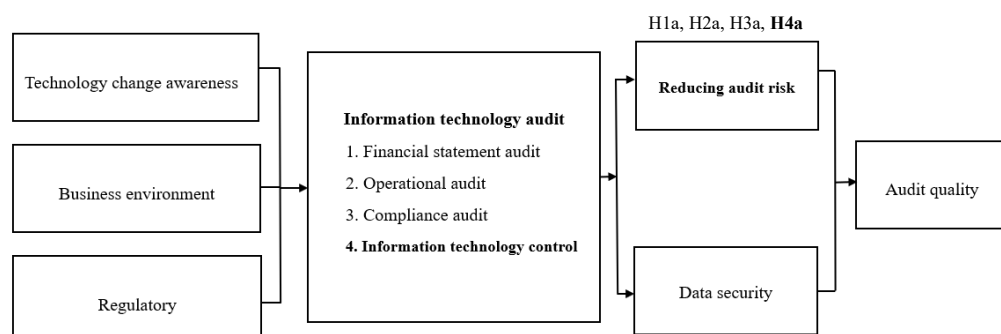 H1a, H2a, H3a, H4a
Technology change awareness
Business environment
Regulatory
Information technology audit
1. Financial statement audit
2. Operational audit
3. Compliance audit
4. Information technology control
Reducing audit risk
Data security
Audit quality